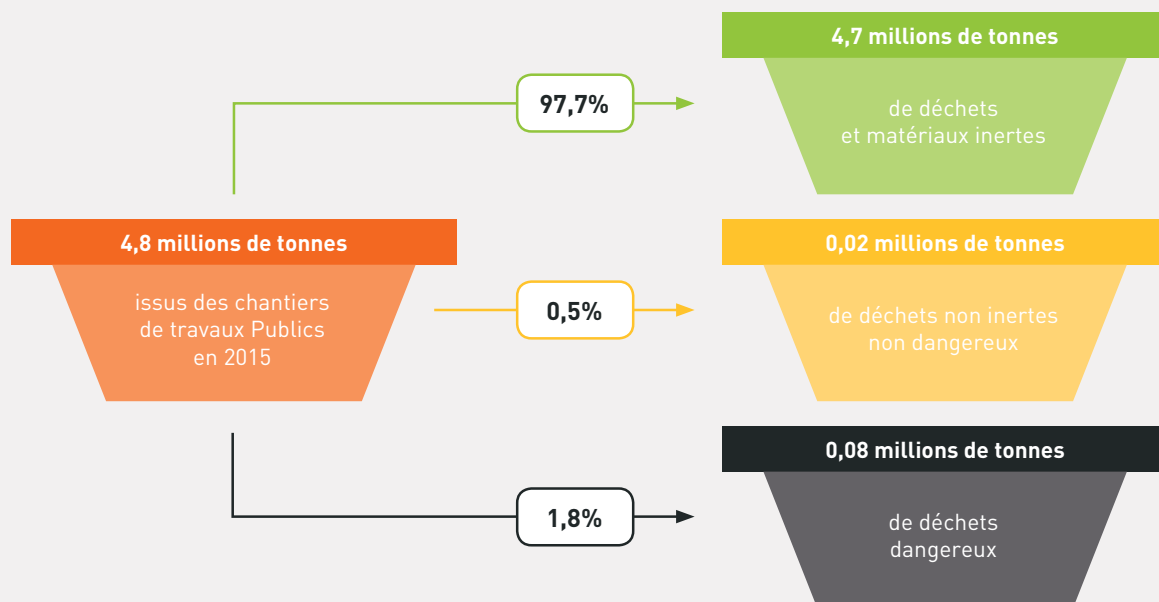 4,8 millions de tonnes
issus des chantiers
de travaux Publics
en 2015
97,7%
4,7 millions de tonnes
de déchets
et matériaux inertes
0,5%
0,02 millions de tonnes
de déchets non inertes
non dangereux
1,8%
0,08 millions de tonnes
de déchets
dangereux